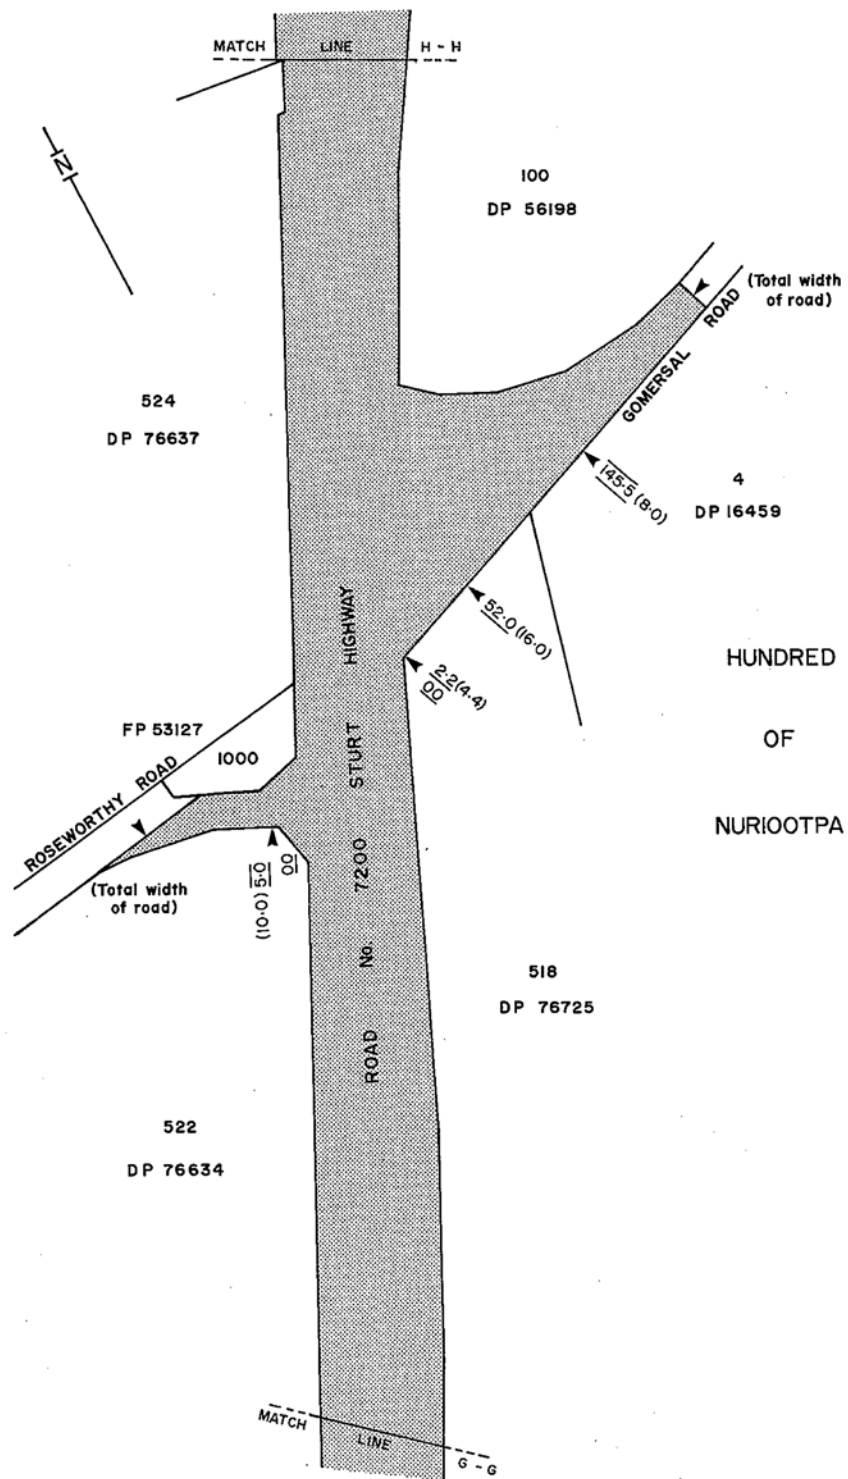 MATCH LINE H - H
N
100
DP 56198
(Total width
of road)
GOMERSAL ROAD
524
DP 76637
145·5 (8·0)
4
DP 16459
52·0 (16·0)
HUNDRED
OF
NURIOOTPA
2·2 (4·4)
00
FP 53127
1000
ROSEWORTHY ROAD
(Total width
of road)
(10·0) 5·0
00
ROAD No. 7200 STURT HIGHWAY
518
DP 76725
522
DP 76634
MATCH LINE G - G